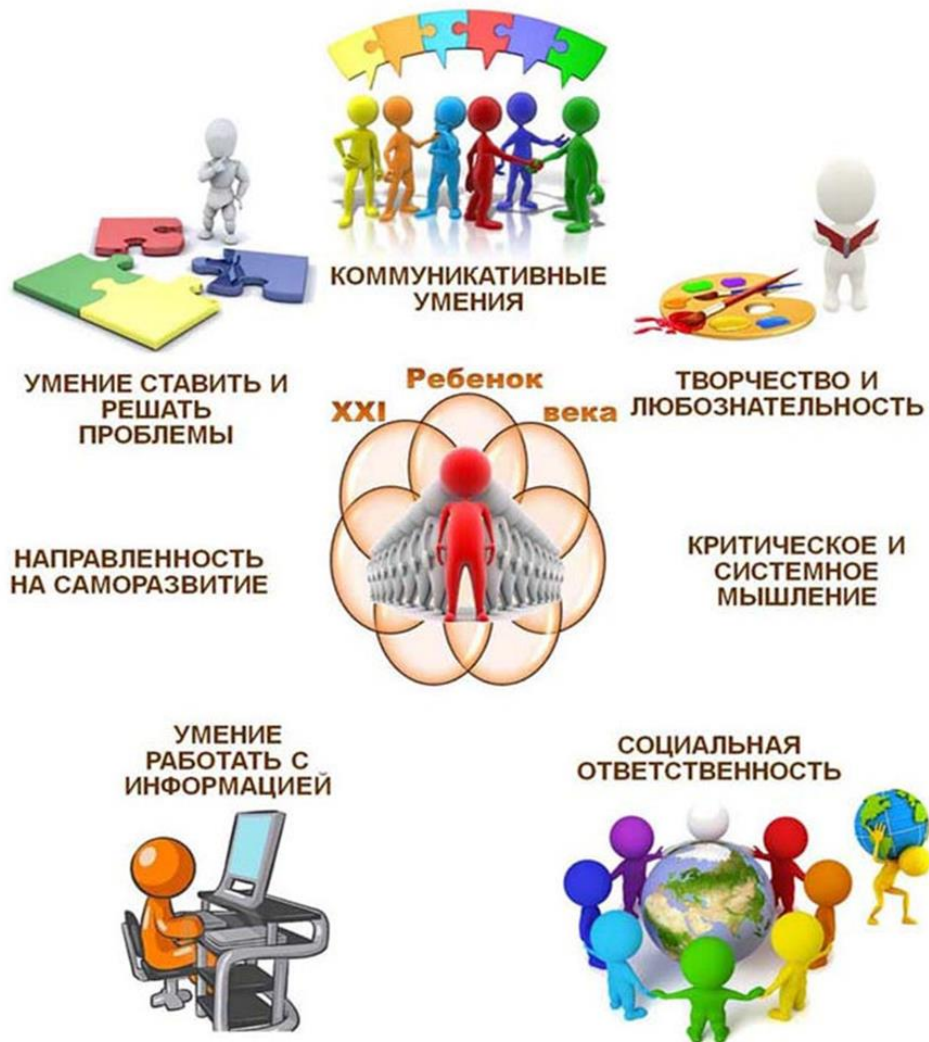 КОММУНИКАТИВНЫЕ
УМЕНИЯ
УМЕНИЕ СТАВИТЬ И
РЕШАТЬ
ПРОБЛЕМЫ
ТВОРЧЕСТВО И
ЛЮБОЗНАТЕЛЬНОСТЬ
Ребенок
XXI века
НАПРАВЛЕННОСТЬ
НА САМОРАЗВИТИЕ
КРИТИЧЕСКОЕ И
СИСТЕМНОЕ
МЫШЛЕНИЕ
УМЕНИЕ
РАБОТАТЬ С
ИНФОРМАЦИЕЙ
СОЦИАЛЬНАЯ
ОТВЕТСТВЕННОСТЬ